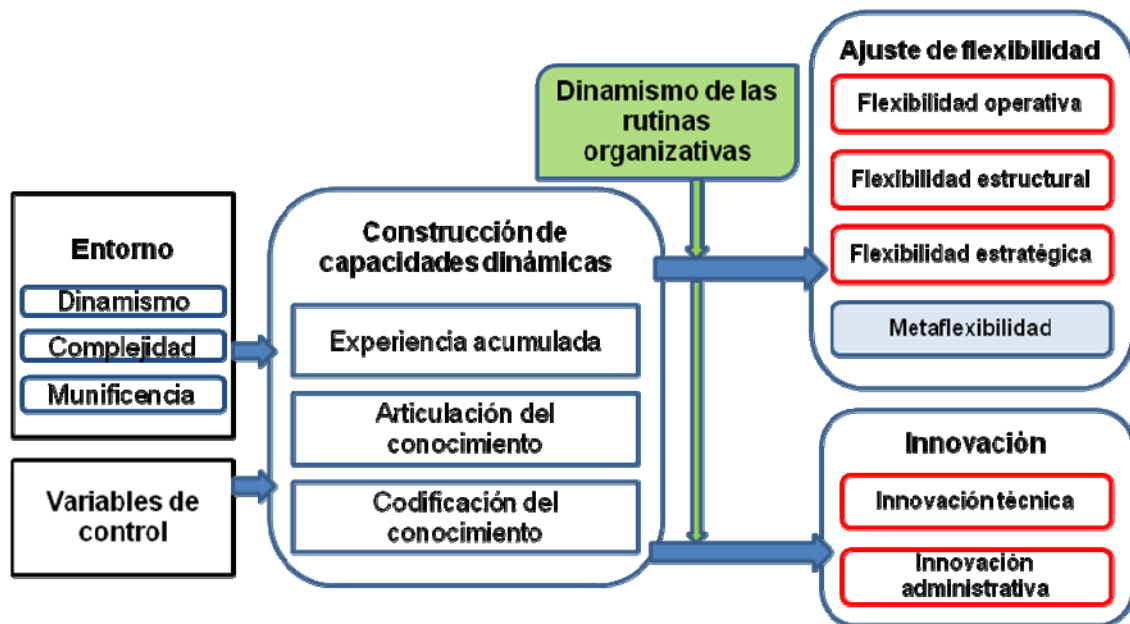 Entorno
Dinamismo
Complejidad
Munificencia
Variables de
control
Construcción de
capacidades dinámicas
Experiencia acumulada
Articulación del
conocimiento
Codificación del
conocimiento
Dinamismo de las
rutinas
organizativas
Ajuste de flexibilidad
Flexibilidad operativa
Flexibilidad estructural
Flexibilidad estratégica
Metaflexibilidad
Innovación
Innovación técnica
Innovación
administrativa